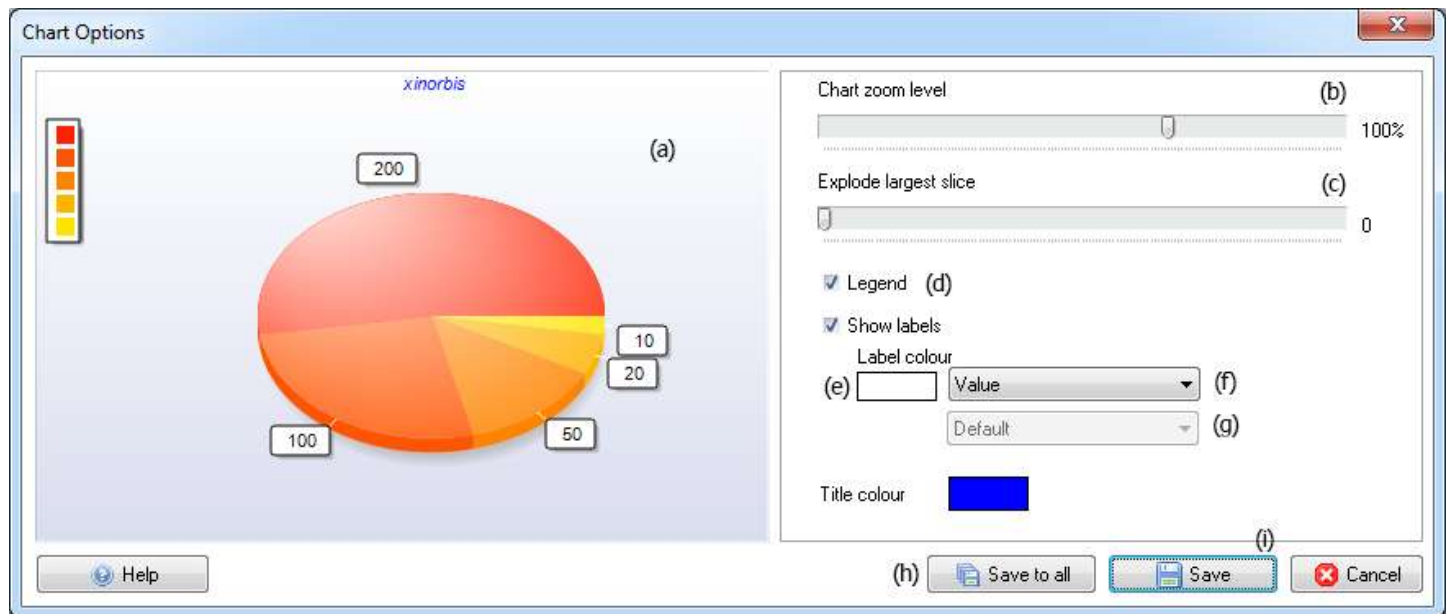 Chart Options
xinorbis
(a)
200
10
20
50
100
Chart zoom level (b)
100%
Explode largest slice (c)
0
Legend (d)
Show labels
Label colour
(e) Value (f)
Default (g)
Title colour
(i)
Help (h) Save to all Save Cancel